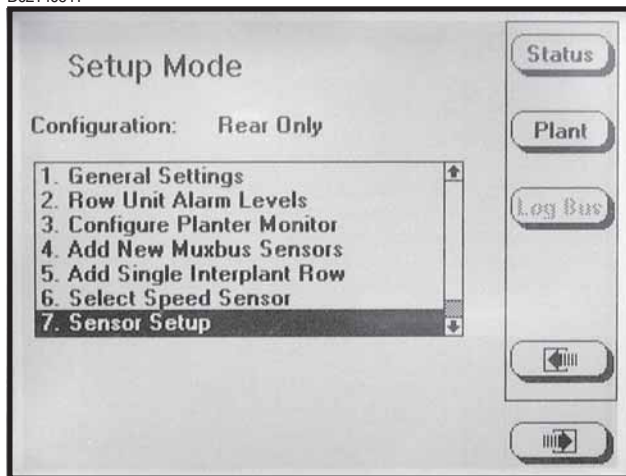 Setup Mode
Status
Configuration: Rear Only
Plant
1. General Settings
2. Row Unit Alarm Levels
3. Configure Planter Monitor
4. Add New Muxbus Sensors
5. Add Single Interplant Row
6. Select Speed Sensor
7. Sensor Setup
Log Bus